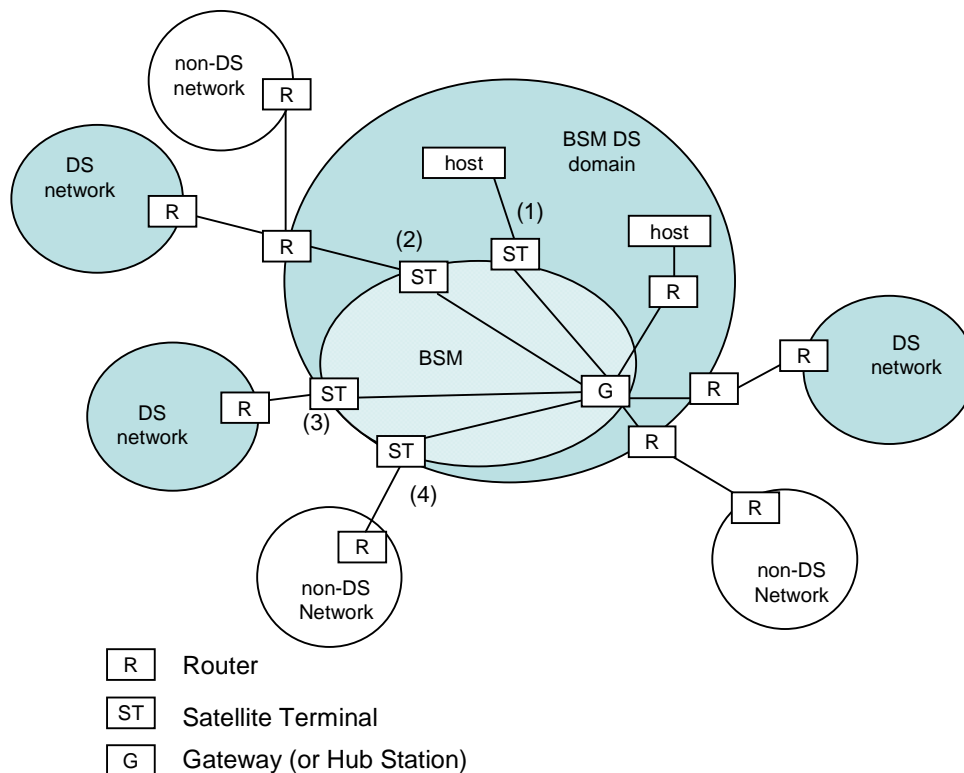 non-DS
network
R
DS
network
R
BSM DS
domain
host
(1)
R
(2)
ST
ST
host
R
BSM
DS
network
R
R
G
R
ST
R
(3)
DS
network
R
ST
(4)
R
non-DS
Network
R
non-DS
Network
R Router
ST Satellite Terminal
G Gateway (or Hub Station)